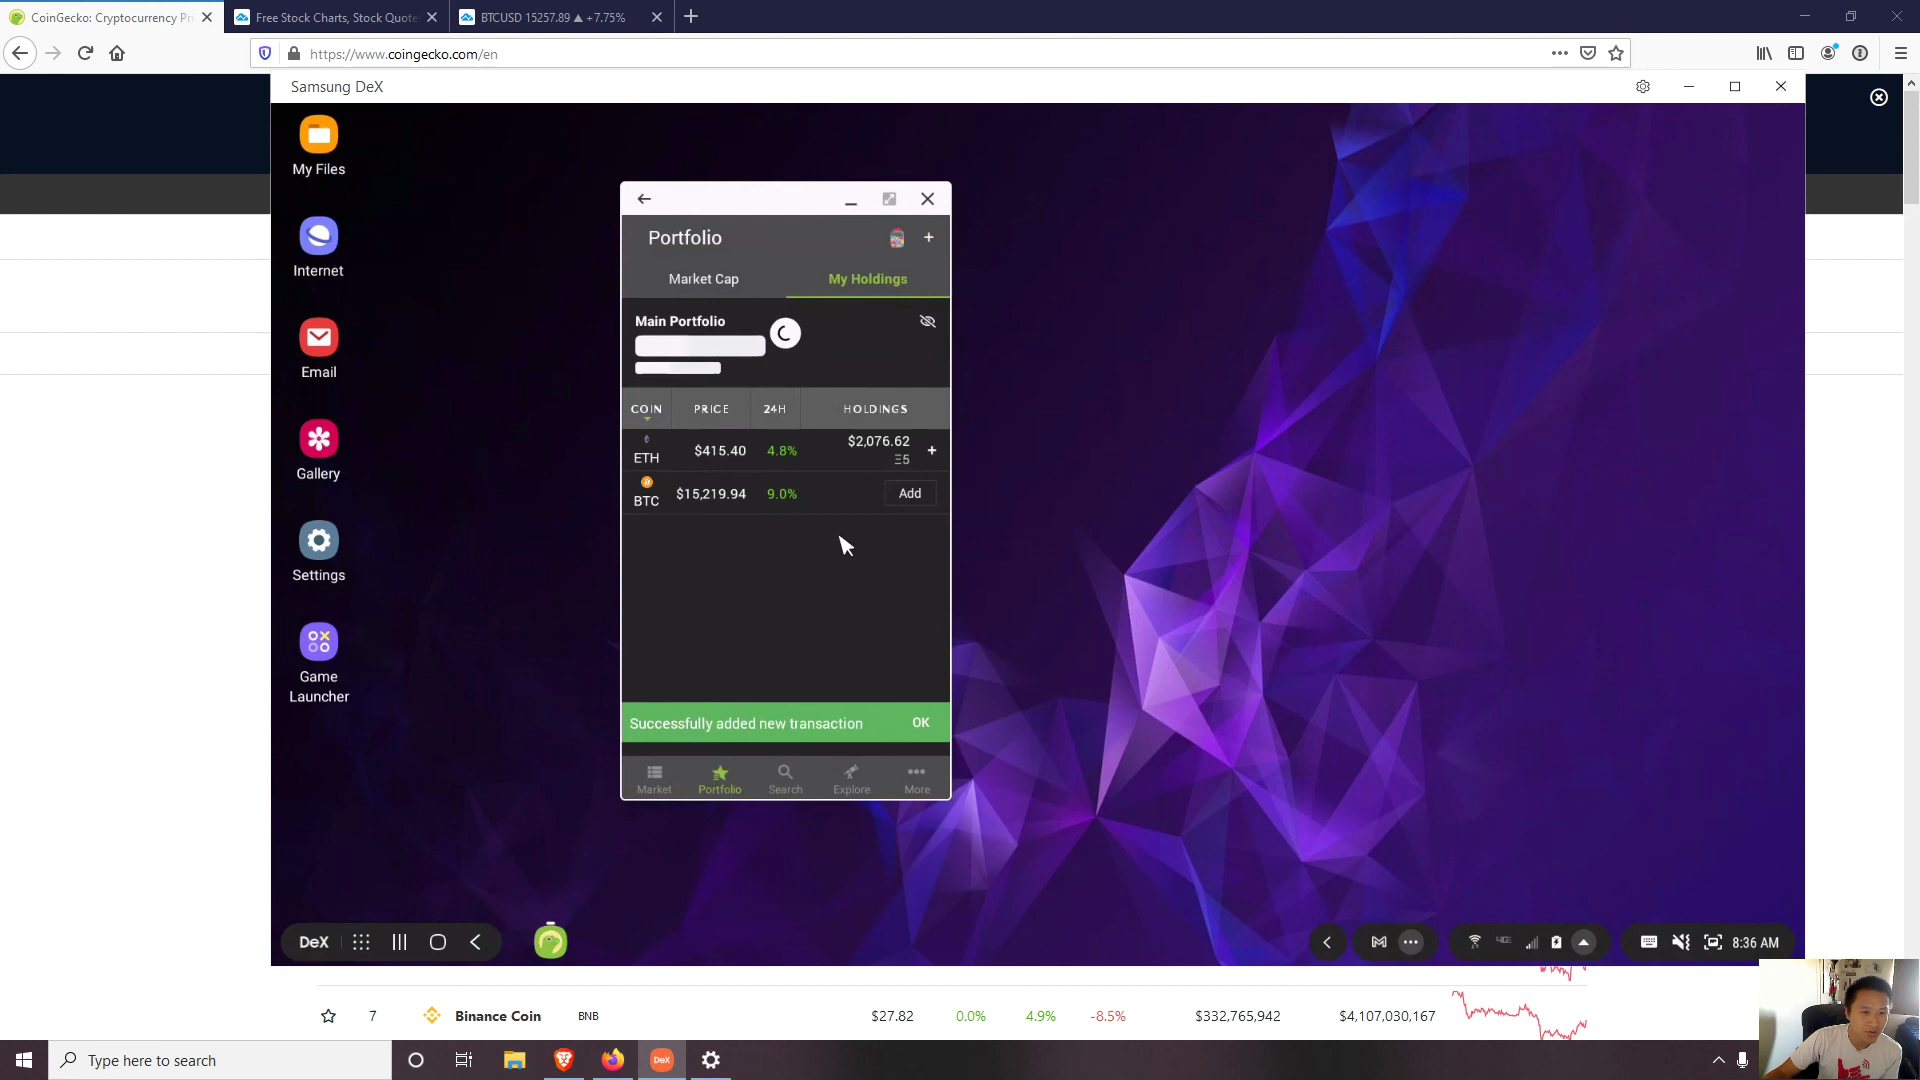 CoinGecko: Cryptocurrency Pri
Free Stock Charts, Stock Quote
BTCUSD 15257.89 ▲ +7.75%
https://www.coingecko.com/en
Samsung DeX
My Files
Internet
Email
Gallery
Settings
Game
Launcher
Portfolio
Market Cap
My Holdings
Main Portfolio
COIN PRICE 24H HOLDINGS
$2,076.62
ETH $415.40 4.8% Ξ5
BTC $15,219.94 9.0% Add
Successfully added new transaction OK
Market Portfolio Search Explore More
DeX
8:36 AM
7 Binance Coin BNB $27.82 0.0% 4.9% -8.5% $332,765,942 $4,107,030,167
Type here to search
DeX